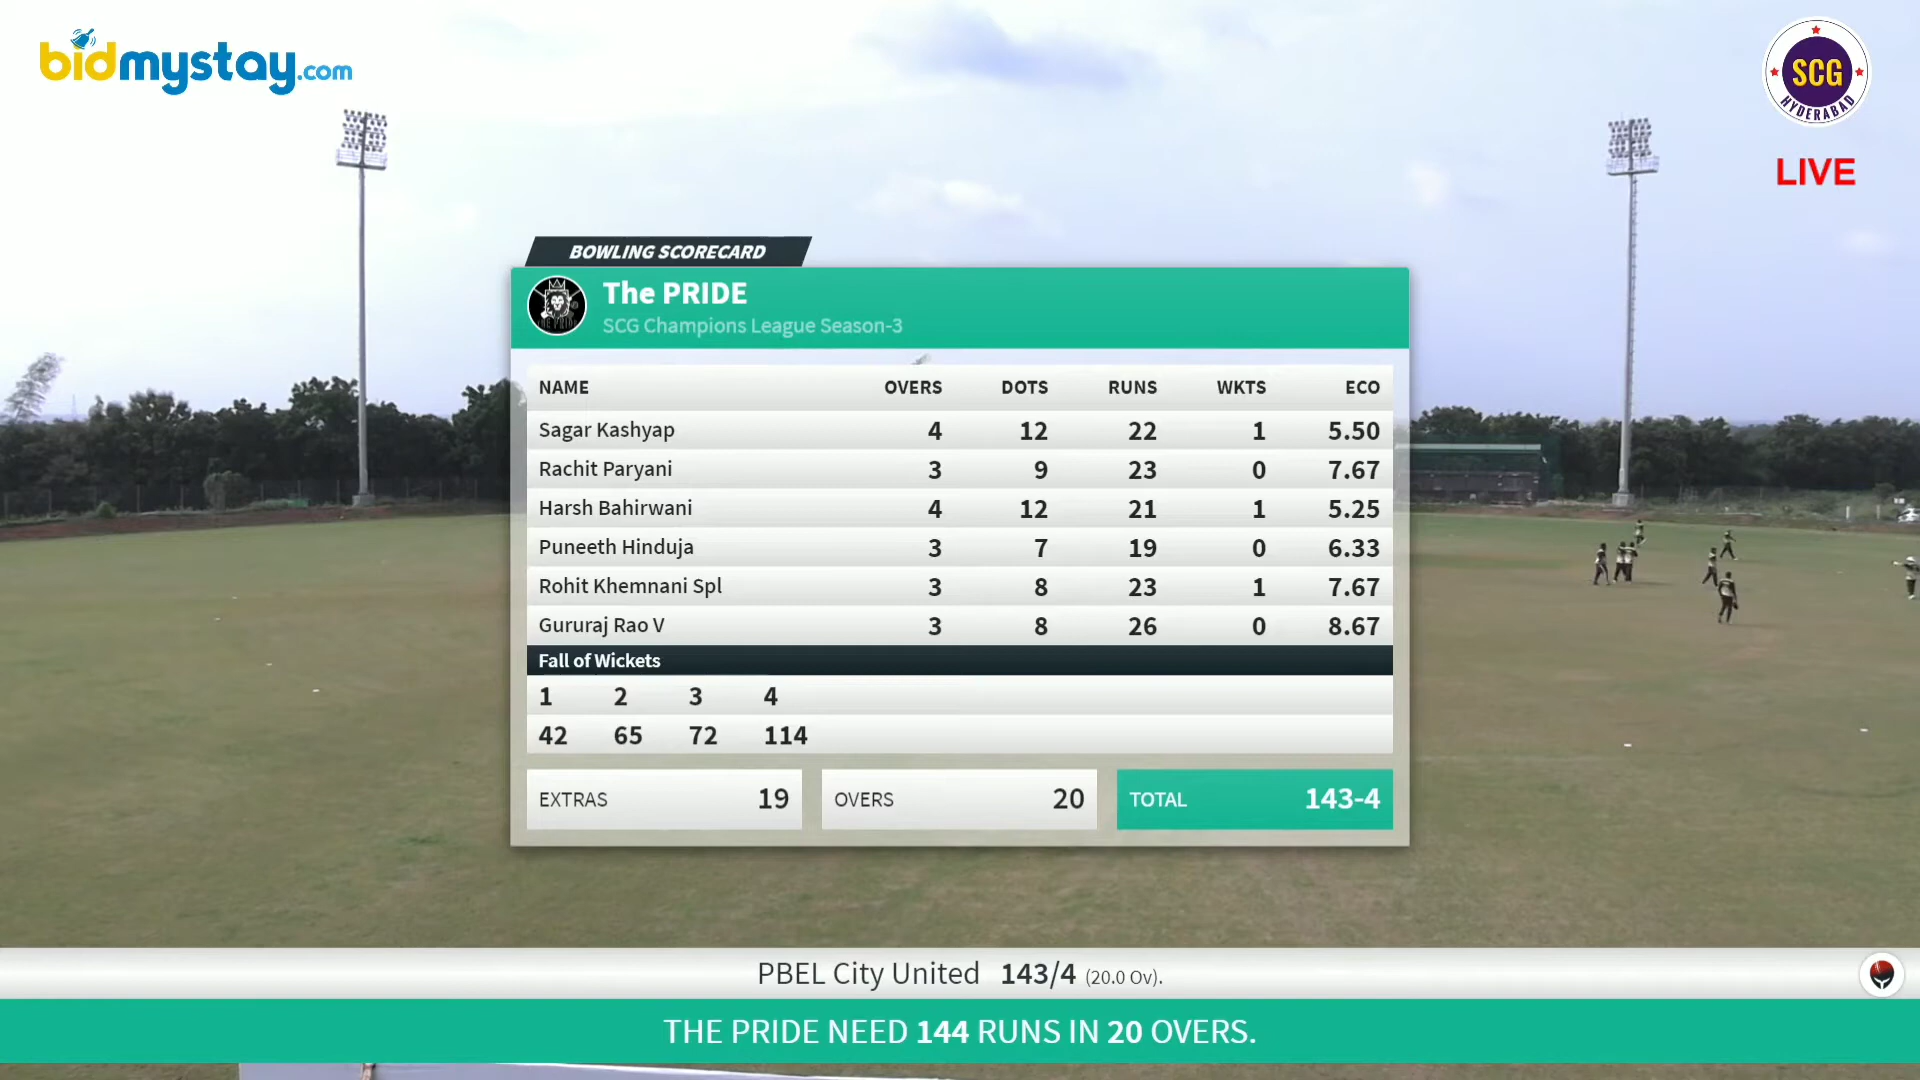 bidmystay.com
SCG
HYDERABAD
LIVE
BOWLING SCORECARD
The PRIDE
SCG Champions League Season-3
NAME OVERS DOTS RUNS WKTS ECO
Sagar Kashyap 4 12 22 1 5.50
Rachit Paryani 3 9 23 0 7.67
Harsh Bahirwani 4 12 21 1 5.25
Puneeth Hinduja 3 7 19 0 6.33
Rohit Khemnani Spl 3 8 23 1 7.67
Gururaj Rao V 3 8 26 0 8.67
Fall of Wickets
1 2 3 4
42 65 72 114
EXTRAS 19 OVERS 20 TOTAL 143-4
PBEL City United 143/4 (20.0 Ov).
THE PRIDE NEED 144 RUNS IN 20 OVERS.